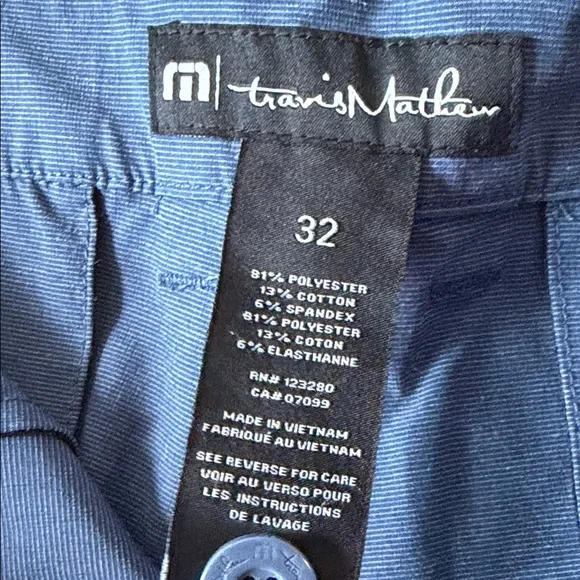 m | travisMathew
32
81% POLYESTER
13% COTTON
6% SPANDEX
81% POLYESTER
13% COTON
6% ELASTHANNE
RN# 123280
CA# 07099
MADE IN VIETNAM
FABRIQUÉ AU VIETNAM
SEE REVERSE FOR CARE
VOIR AU VERSO POUR
LES INSTRUCTIONS
DE LAVAGE
m travisM